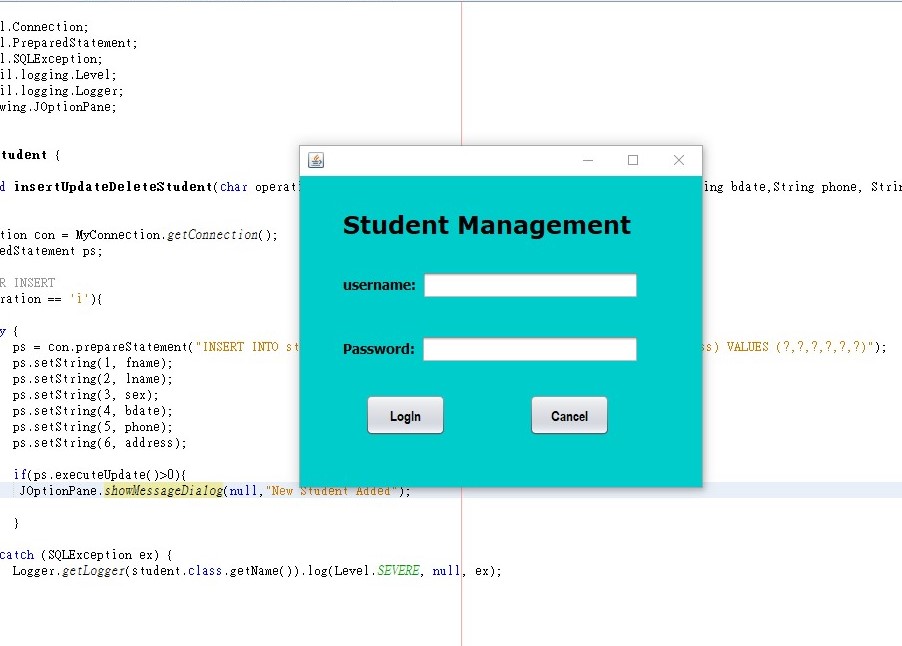 l.Connection;
l.PreparedStatement;
l.SQLException;
il.logging.Level;
il.logging.Logger;
wing.JOptionPane;
tudent {
d insertUpdateDeleteStudent(char operati
ing bdate,String phone, Strin
tion con = MyConnection.getConnection();
edStatement ps;
R INSERT
ration == 'i'){
y {
ps = con.prepareStatement("INSERT INTO st
ss) VALUES (?,?,?,?,?,?)");
ps.setString(1, fname);
ps.setString(2, lname);
ps.setString(3, sex);
ps.setString(4, bdate);
ps.setString(5, phone);
ps.setString(6, address);
if(ps.executeUpdate()>0){
JOptionPane.showMessageDialog(null,"New Student Added");
}
catch (SQLException ex) {
Logger.getLogger(student.class.getName()).log(Level.SEVERE, null, ex);
Student Management
username:
Password:
LogIn
Cancel